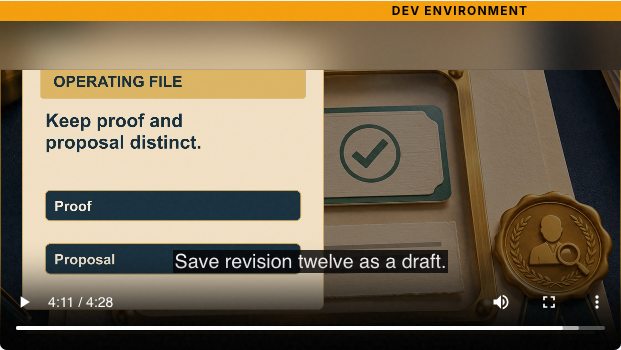 DEV ENVIRONMENT
OPERATING FILE
Keep proof and
proposal distinct.
Proof
Proposal
Save revision twelve as a draft.
4:11 / 4:28